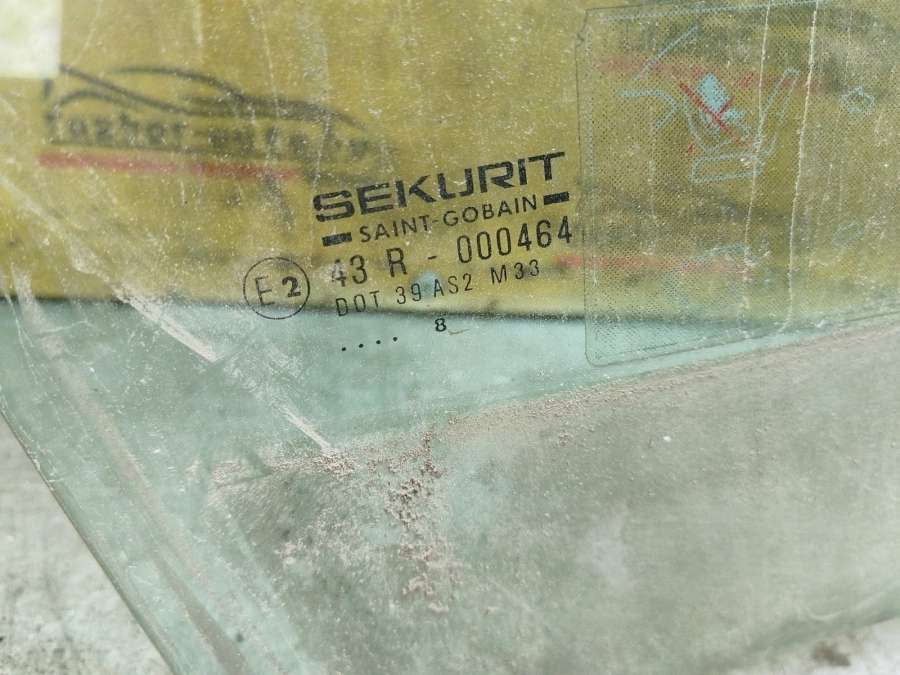 SEKURIT
SAINT-GOBAIN
E2
43 R - 000464
DOT 39 AS2 M33
.... 8